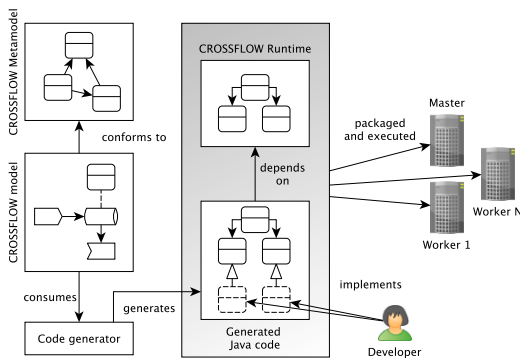 CROSSFLOW Metamodel
CROSSFLOW Runtime
Master
packaged
and executed
conforms to
depends
on
CROSSFLOW model
Worker N
Worker 1
consumes
generates
implements
Code generator
Generated
Java code
Developer